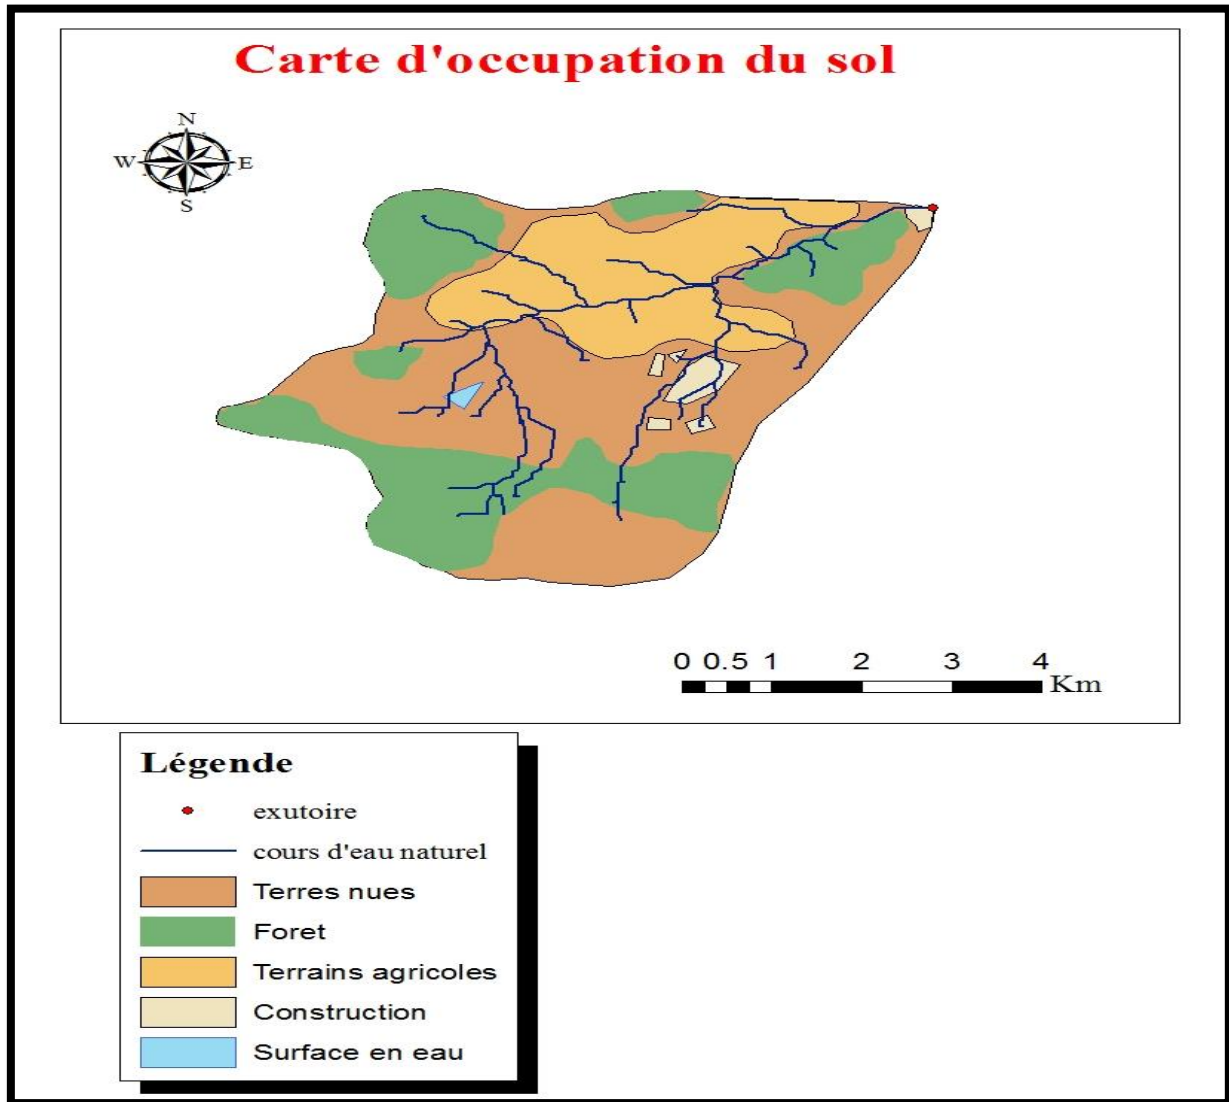 Carte d'occupation du sol
N
W E
S
0 0.5 1 2 3 4
Km
Légende
exutoire
cours d'eau naturel
Terres nues
Foret
Terrains agricoles
Construction
Surface en eau